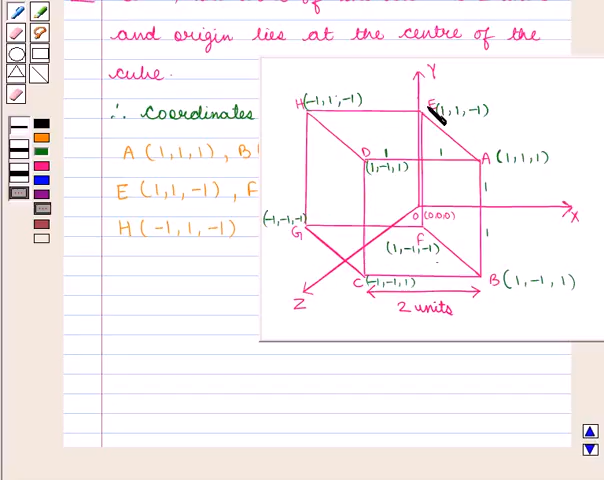 and origin lies at the centre of the
cube.
∴ Coordinates
A (1,1,1) , B
E (1,1,-1) , F
H (-1,1,-1)
Y
H (-1,1,-1)
E (1,1,-1)
D
1
1
A (1,1,1)
(1,-1,1)
1
(-1,-1,-1)
O (0,0,0)
X
G
F
1
(1,-1,-1)
C (-1,-1,1)
B (1,-1,1)
Z
2 units